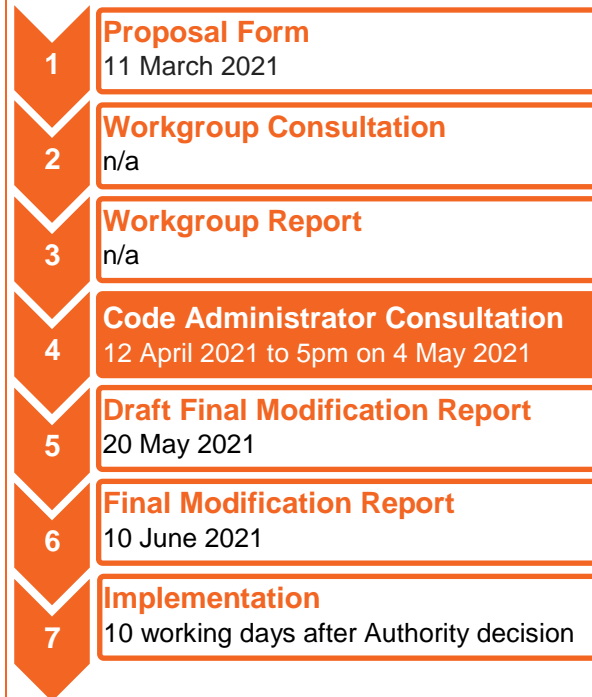 1
Proposal Form
11 March 2021
2
Workgroup Consultation
n/a
3
Workgroup Report
n/a
4
Code Administrator Consultation
12 April 2021 to 5pm on 4 May 2021
5
Draft Final Modification Report
20 May 2021
6
Final Modification Report
10 June 2021
7
Implementation
10 working days after Authority decision